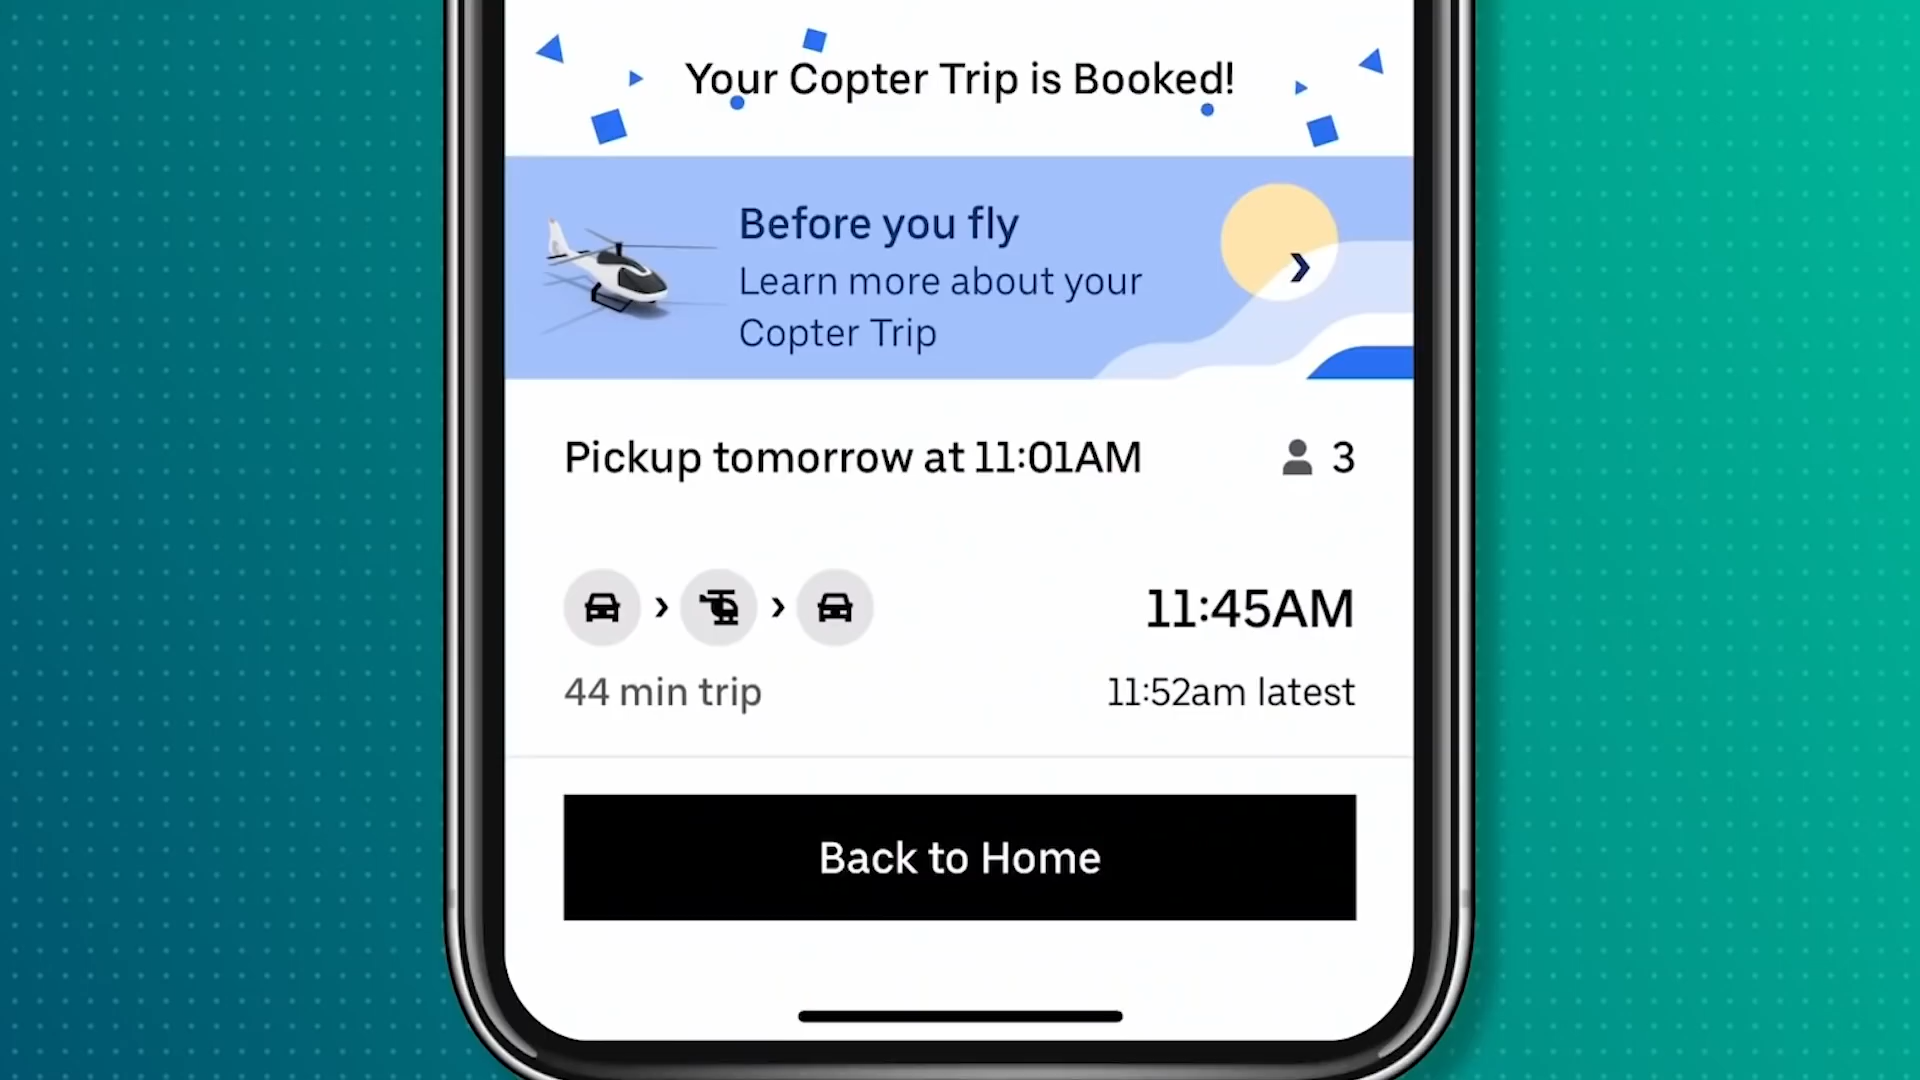 Your Copter Trip is Booked!
Before you fly
Learn more about your
Copter Trip
Pickup tomorrow at 11:01AM
3
11:45AM
44 min trip
11:52am latest
Back to Home